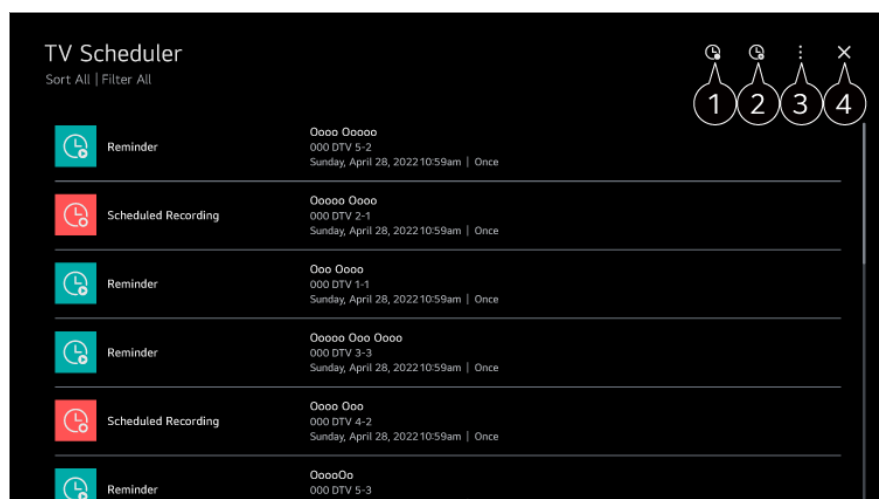 TV Scheduler
Sort All | Filter All
1 2 3 4
Reminder
Oooo Ooooo
000 DTV 5-2
Sunday, April 28, 2022 10:59am | Once
Scheduled Recording
Ooooo Oooo
000 DTV 2-1
Sunday, April 28, 2022 10:59am | Once
Reminder
Ooo Oooo
000 DTV 1-1
Sunday, April 28, 2022 10:59am | Once
Reminder
Ooooo Ooo Oooo
000 DTV 3-3
Sunday, April 28, 2022 10:59am | Once
Scheduled Recording
Oooo Ooo
000 DTV 4-2
Sunday, April 28, 2022 10:59am | Once
Reminder
OoooOo
000 DTV 5-3